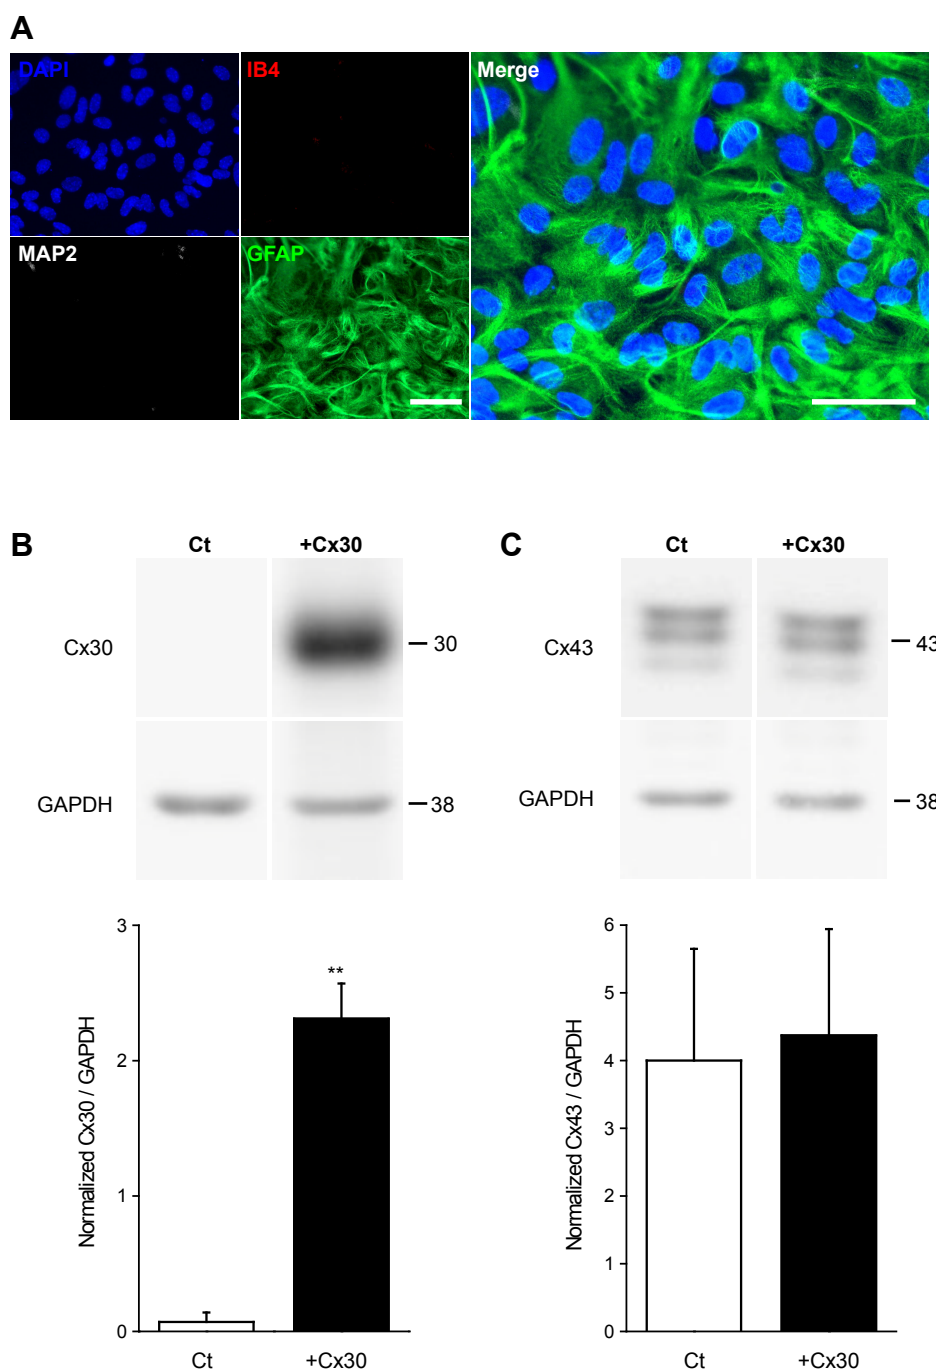 A
DAPI
IB4
Merge
MAP2
GFAP
B
Ct
+Cx30
Cx30
30
GAPDH
38
3
2
1
0
Normalized Cx30 / GAPDH
**
Ct
+Cx30
C
Ct
+Cx30
Cx43
43
GAPDH
38
6
5
4
3
2
1
0
Normalized Cx43 / GAPDH
Ct
+Cx30